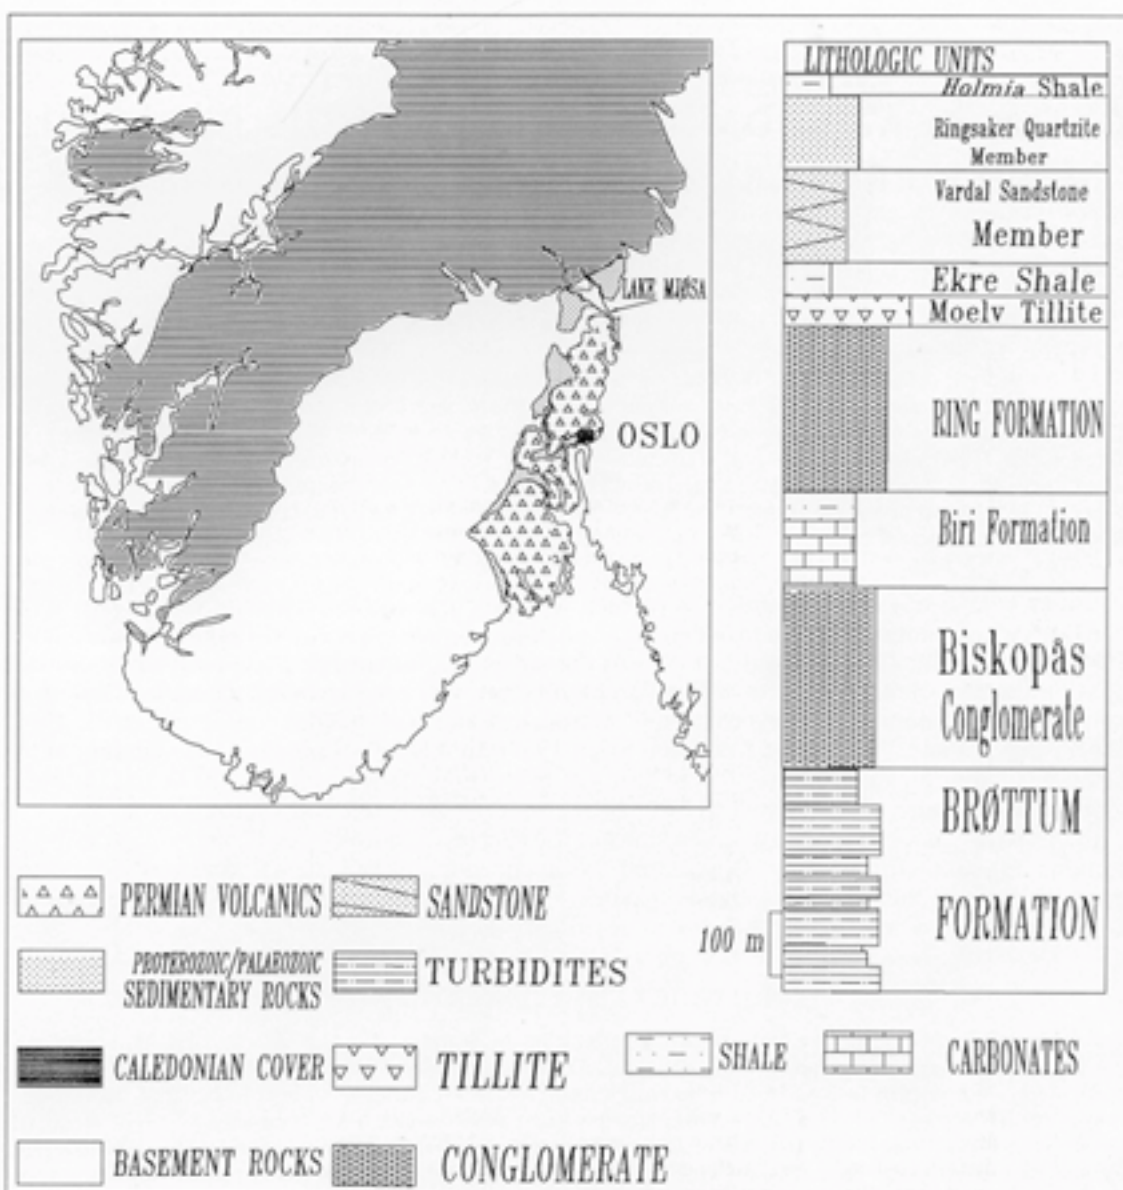 LITHOLOGIC UNITS
Holmia Shale
Ringsaker Quartzite
Member
Vardal Sandstone
Member
Ekre Shale
Moelv Tillite
RING FORMATION
Biri Formation
Biskopås
Conglomerate
BRØTTUM
FORMATION
100 m
LAKE MJØSA
OSLO
PERMIAN VOLCANICS
SANDSTONE
PROTEROZOIC/PALAEOZOIC
SEDIMENTARY ROCKS
TURBIDITES
CALEDONIAN COVER
TILLITE
SHALE
CARBONATES
BASEMENT ROCKS
CONGLOMERATE